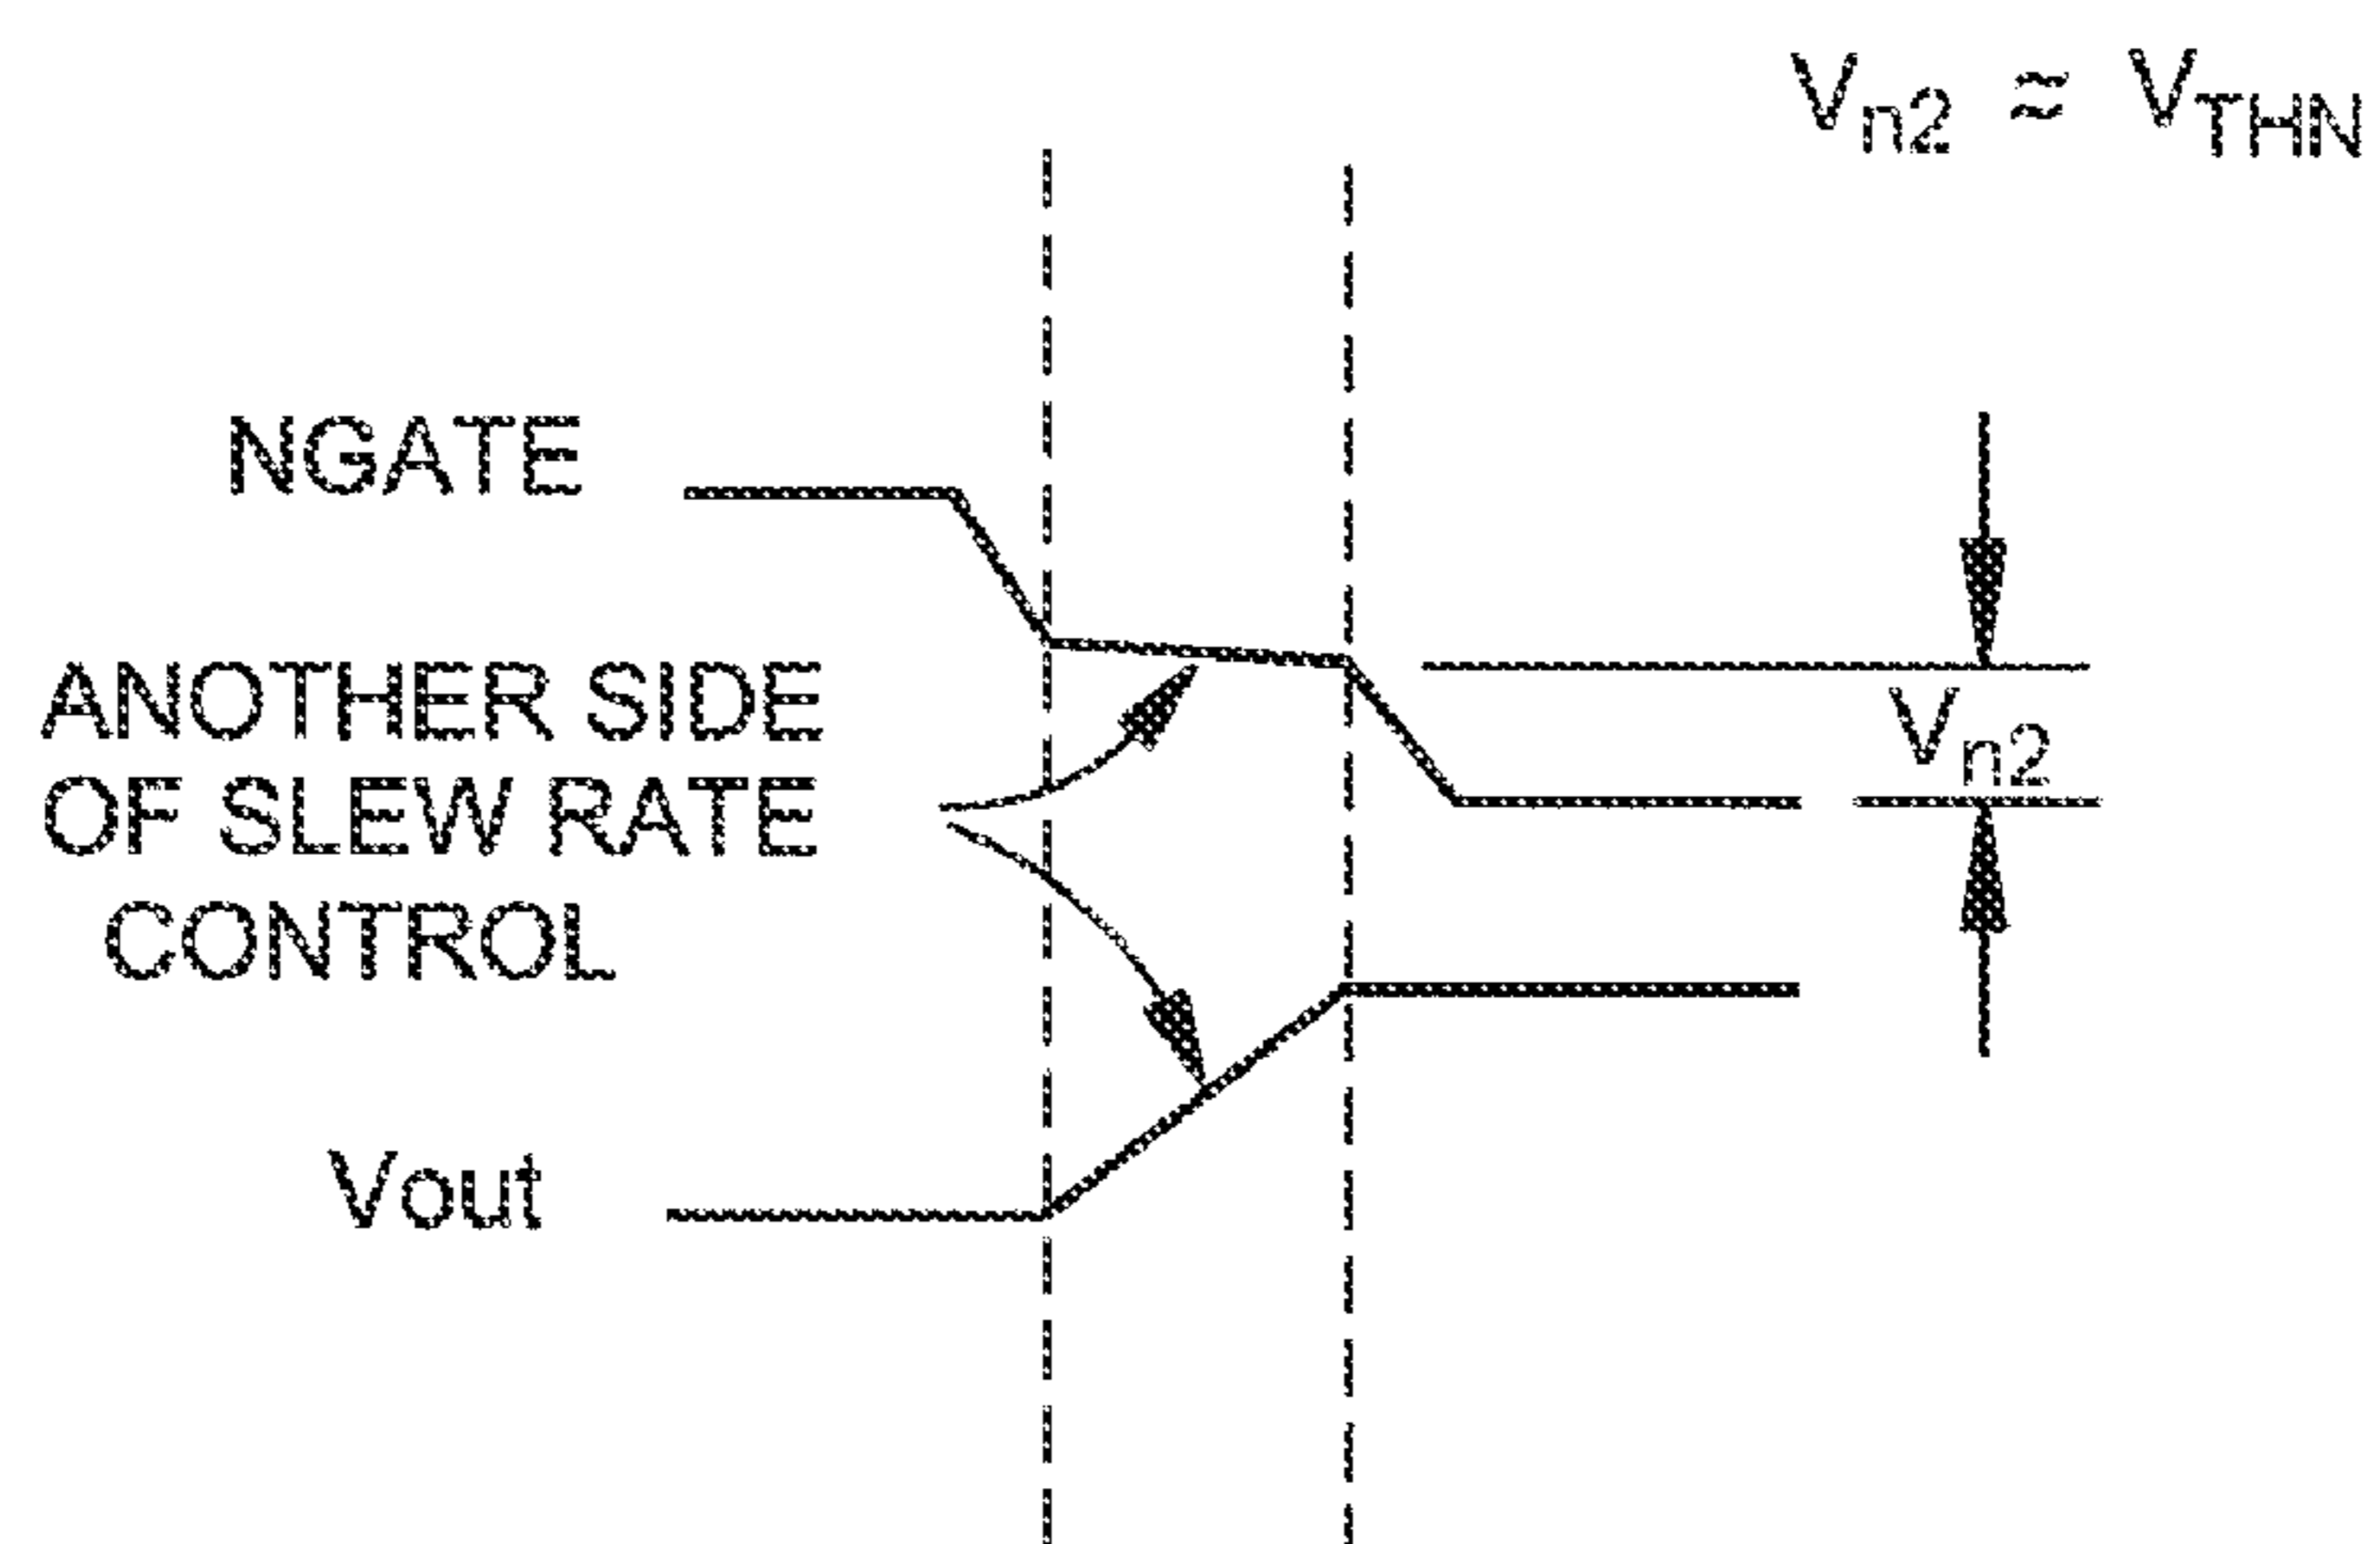 Vn2 ≈ VTHN
NGATE
ANOTHER SIDE
OF SLEW RATE
CONTROL
Vn2
Vout